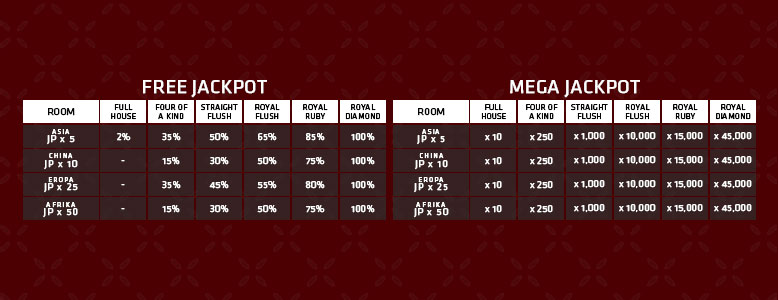 FREE JACKPOT
ROOM FULL HOUSE FOUR OF A KIND STRAIGHT FLUSH ROYAL FLUSH ROYAL RUBY ROYAL DIAMOND
ASIA JP x 5 2% 35% 50% 65% 85% 100%
CHINA JP x 10 - 15% 30% 50% 75% 100%
EROPA JP x 25 - 35% 45% 55% 80% 100%
AFRIKA JP x 50 - 15% 30% 50% 75% 100%
MEGA JACKPOT
ROOM FULL HOUSE FOUR OF A KIND STRAIGHT FLUSH ROYAL FLUSH ROYAL RUBY ROYAL DIAMOND
ASIA JP x 5 x 10 x 250 x 1,000 x 10,000 x 15,000 x 45,000
CHINA JP x 10 x 10 x 250 x 1,000 x 10,000 x 15,000 x 45,000
EROPA JP x 25 x 10 x 250 x 1,000 x 10,000 x 15,000 x 45,000
AFRIKA JP x 50 x 10 x 250 x 1,000 x 10,000 x 15,000 x 45,000